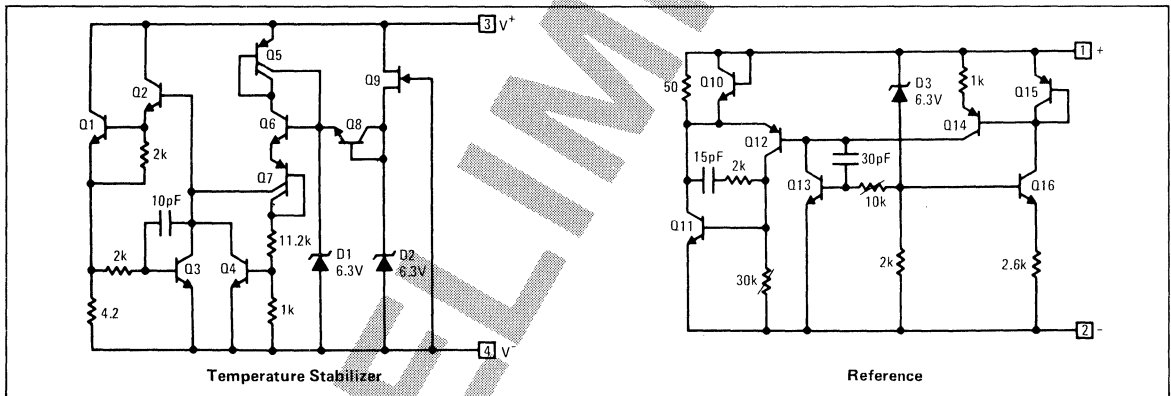 ELIM
3 V+
Q5
Q2
Q9
Q1
Q6
Q8
2k
Q7
10pF
11.2k
D1
6.3V
D2
6.3V
2k
Q3
Q4
4.2
1k
4 V-
Temperature Stabilizer
1 +
50
Q10
D3
6.3V
1k
Q15
Q14
Q12
15pF
2k
30pF
Q13
10k
Q16
Q11
30k
2k
2.6k
2 -
Reference